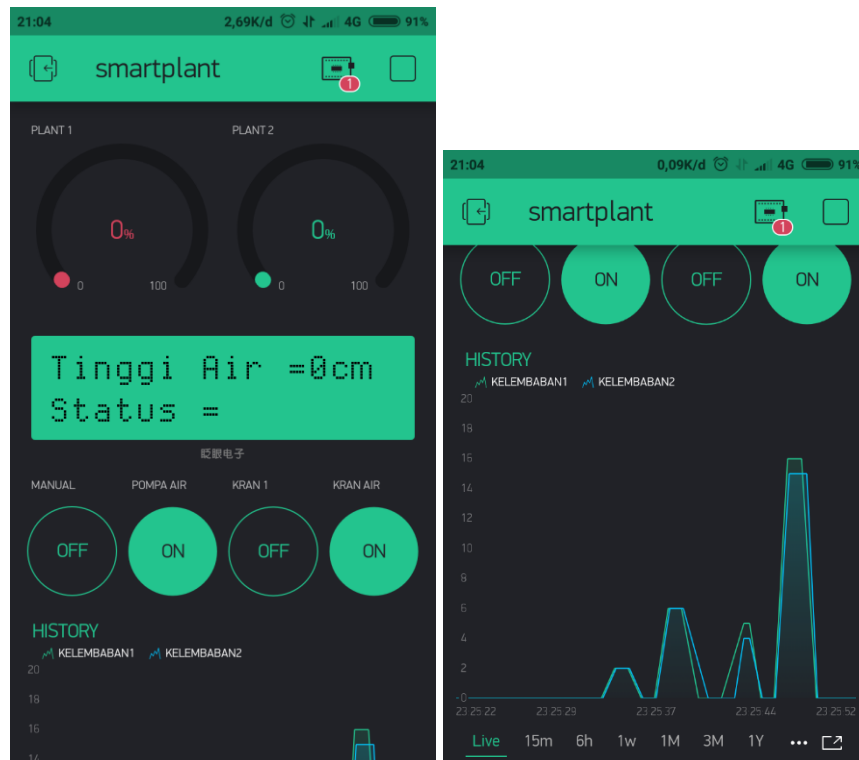 21:04 2,69K/d 4G 91%
smartplant 1
PLANT 1 PLANT 2
0% 0%
0 100 0 100
Tinggi Air =0cm
Status =
眨眼电子
MANUAL POMPA AIR KRAN 1 KRAN AIR
OFF ON OFF ON
HISTORY
KELEMBABAN1 KELEMBABAN2
20
18
16
14
21:04 0,09K/d 4G 91%
smartplant 1
OFF ON OFF ON
HISTORY
KELEMBABAN1 KELEMBABAN2
20
18
16
14
12
10
8
6
4
2
-0
23:25:22 23:25:29 23:25:37 23:25:44 23:25:52
Live 15m 6h 1w 1M 3M 1Y